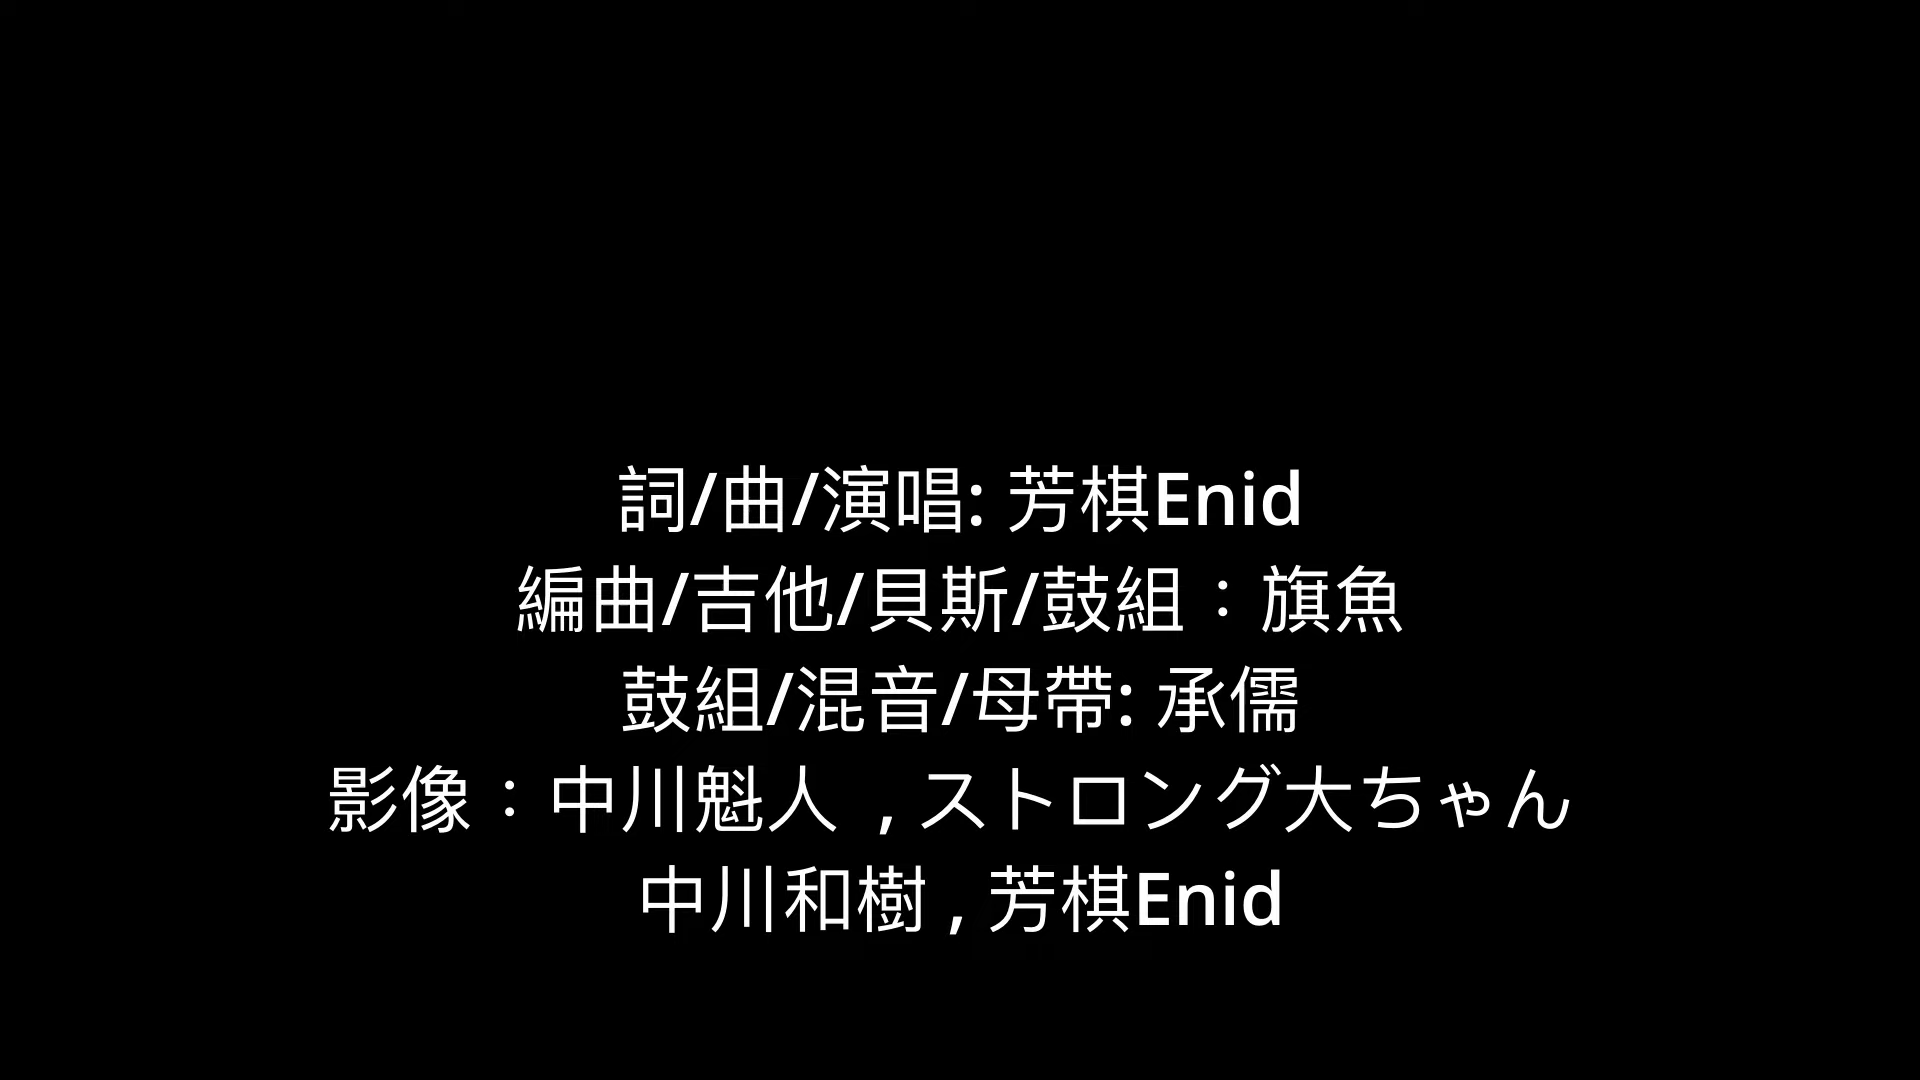 詞/曲/演唱: 芳棋Enid
編曲/吉他/貝斯/鼓組：旗魚
鼓組/混音/母帶: 承儒
影像：中川魁人 , ストロング大ちゃん
中川和樹 , 芳棋Enid